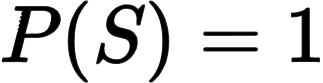 P(S) = 1